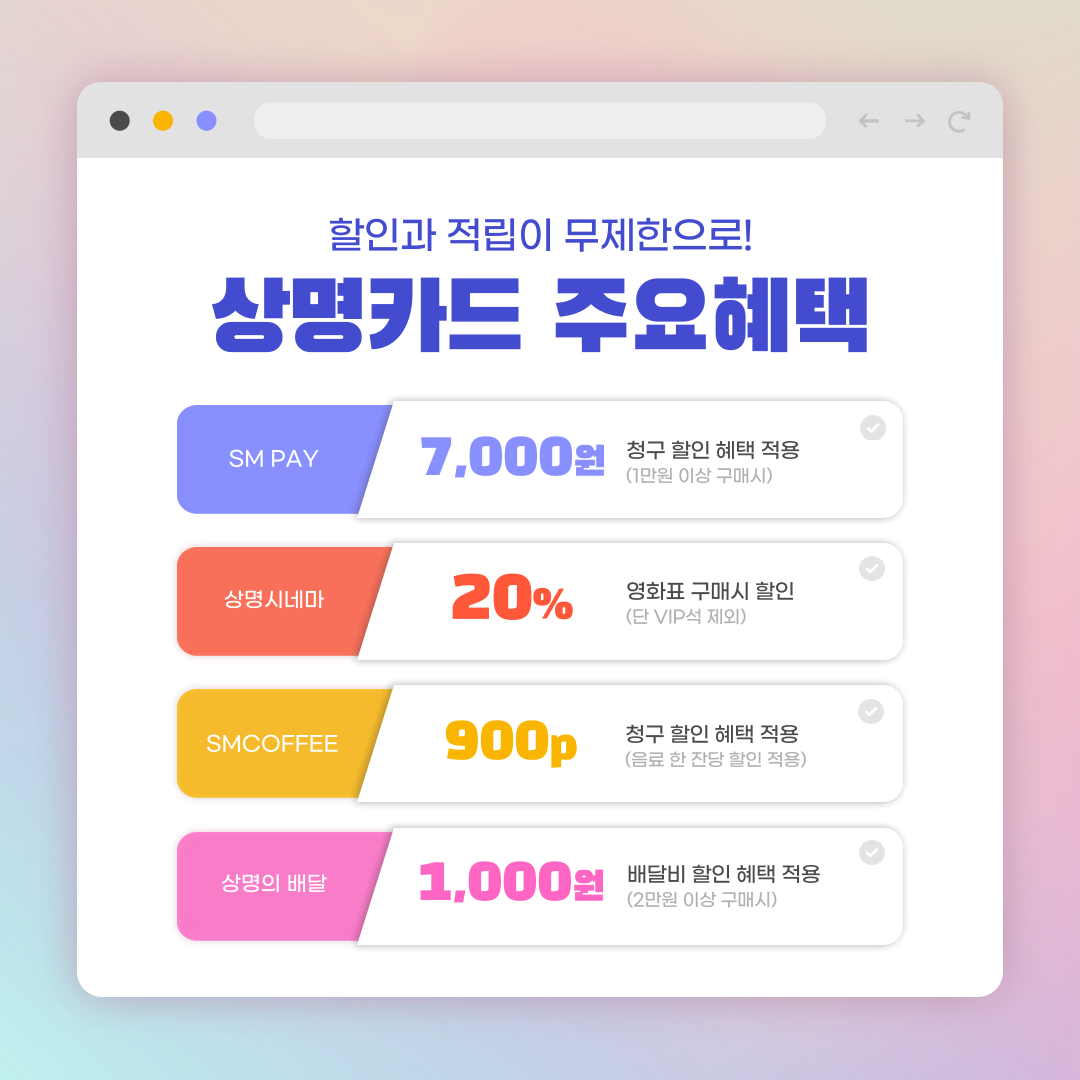 할인과 적립이 무제한으로!
상명카드 주요혜택
SM PAY
7,000원
청구 할인 혜택 적용
(1만원 이상 구매시)
상명시네마
20%
영화표 구매시 할인
(단 VIP석 제외)
SMCOFFEE
900p
청구 할인 혜택 적용
(음료 한 잔당 할인 적용)
상명의 배달
1,000원
배달비 할인 혜택 적용
(2만원 이상 구매시)